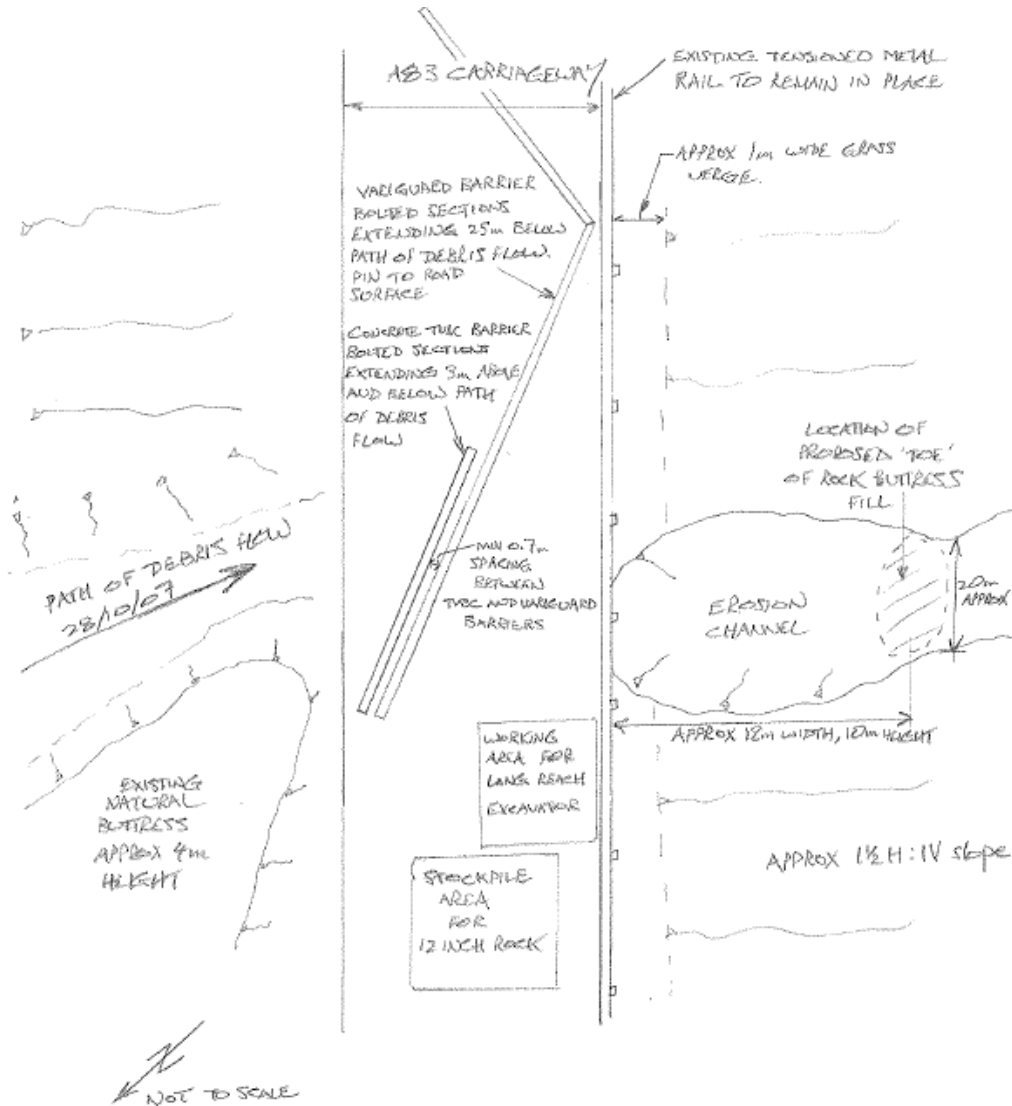 A83 CARRIAGEWAY
EXISTING TENSIONED METAL
RAIL TO REMAIN IN PLACE
APPROX 1m WIDE GRASS
VERGE.
VARIGUARD BARRIER
BOLTED SECTIONS
EXTENDING 25m BELOW
PATH OF DEBRIS FLOW.
PIN TO ROAD
SURFACE
CONCRETE TVBC BARRIER
BOLTED SECTIONS
EXTENDING 3m ABOVE
AND BELOW PATH
OF DEBRIS
FLOW
LOCATION OF
PROPOSED 'TOE'
OF ROCK BUTTRESS
FILL
PATH OF DEBRIS FLOW
28/10/07
MIN 0.7m
SPACING
BETWEEN
TVBC AND VARIGUARD
BARRIERS
EROSION
CHANNEL
20m
APPROX
APPROX 12m WIDTH, 10m HEIGHT
WORKING
AREA FOR
LONG REACH
EXCAVATOR
EXISTING
NATURAL
BUTTRESS
APPROX 4m
HEIGHT
STOCKPILE
AREA
FOR
12 INCH ROCK
APPROX 1½ H : 1V slope
NOT TO SCALE